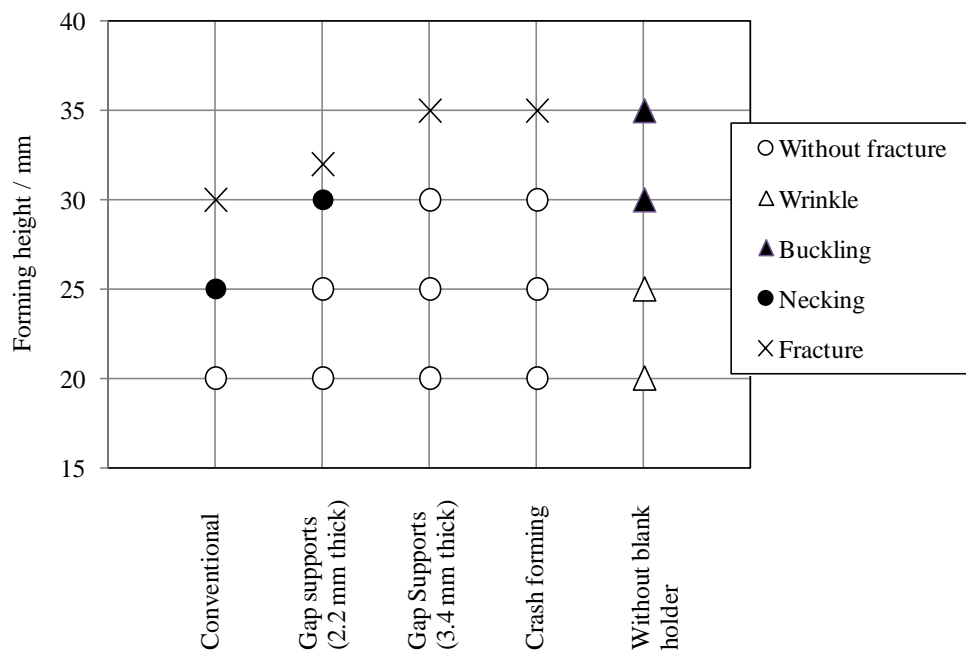 40
35
30
25
20
15
Forming height / mm
Conventional
Gap supports
(2.2 mm thick)
Gap Supports
(3.4 mm thick)
Crash forming
Without blank
holder
Without fracture
Wrinkle
Buckling
Necking
Fracture